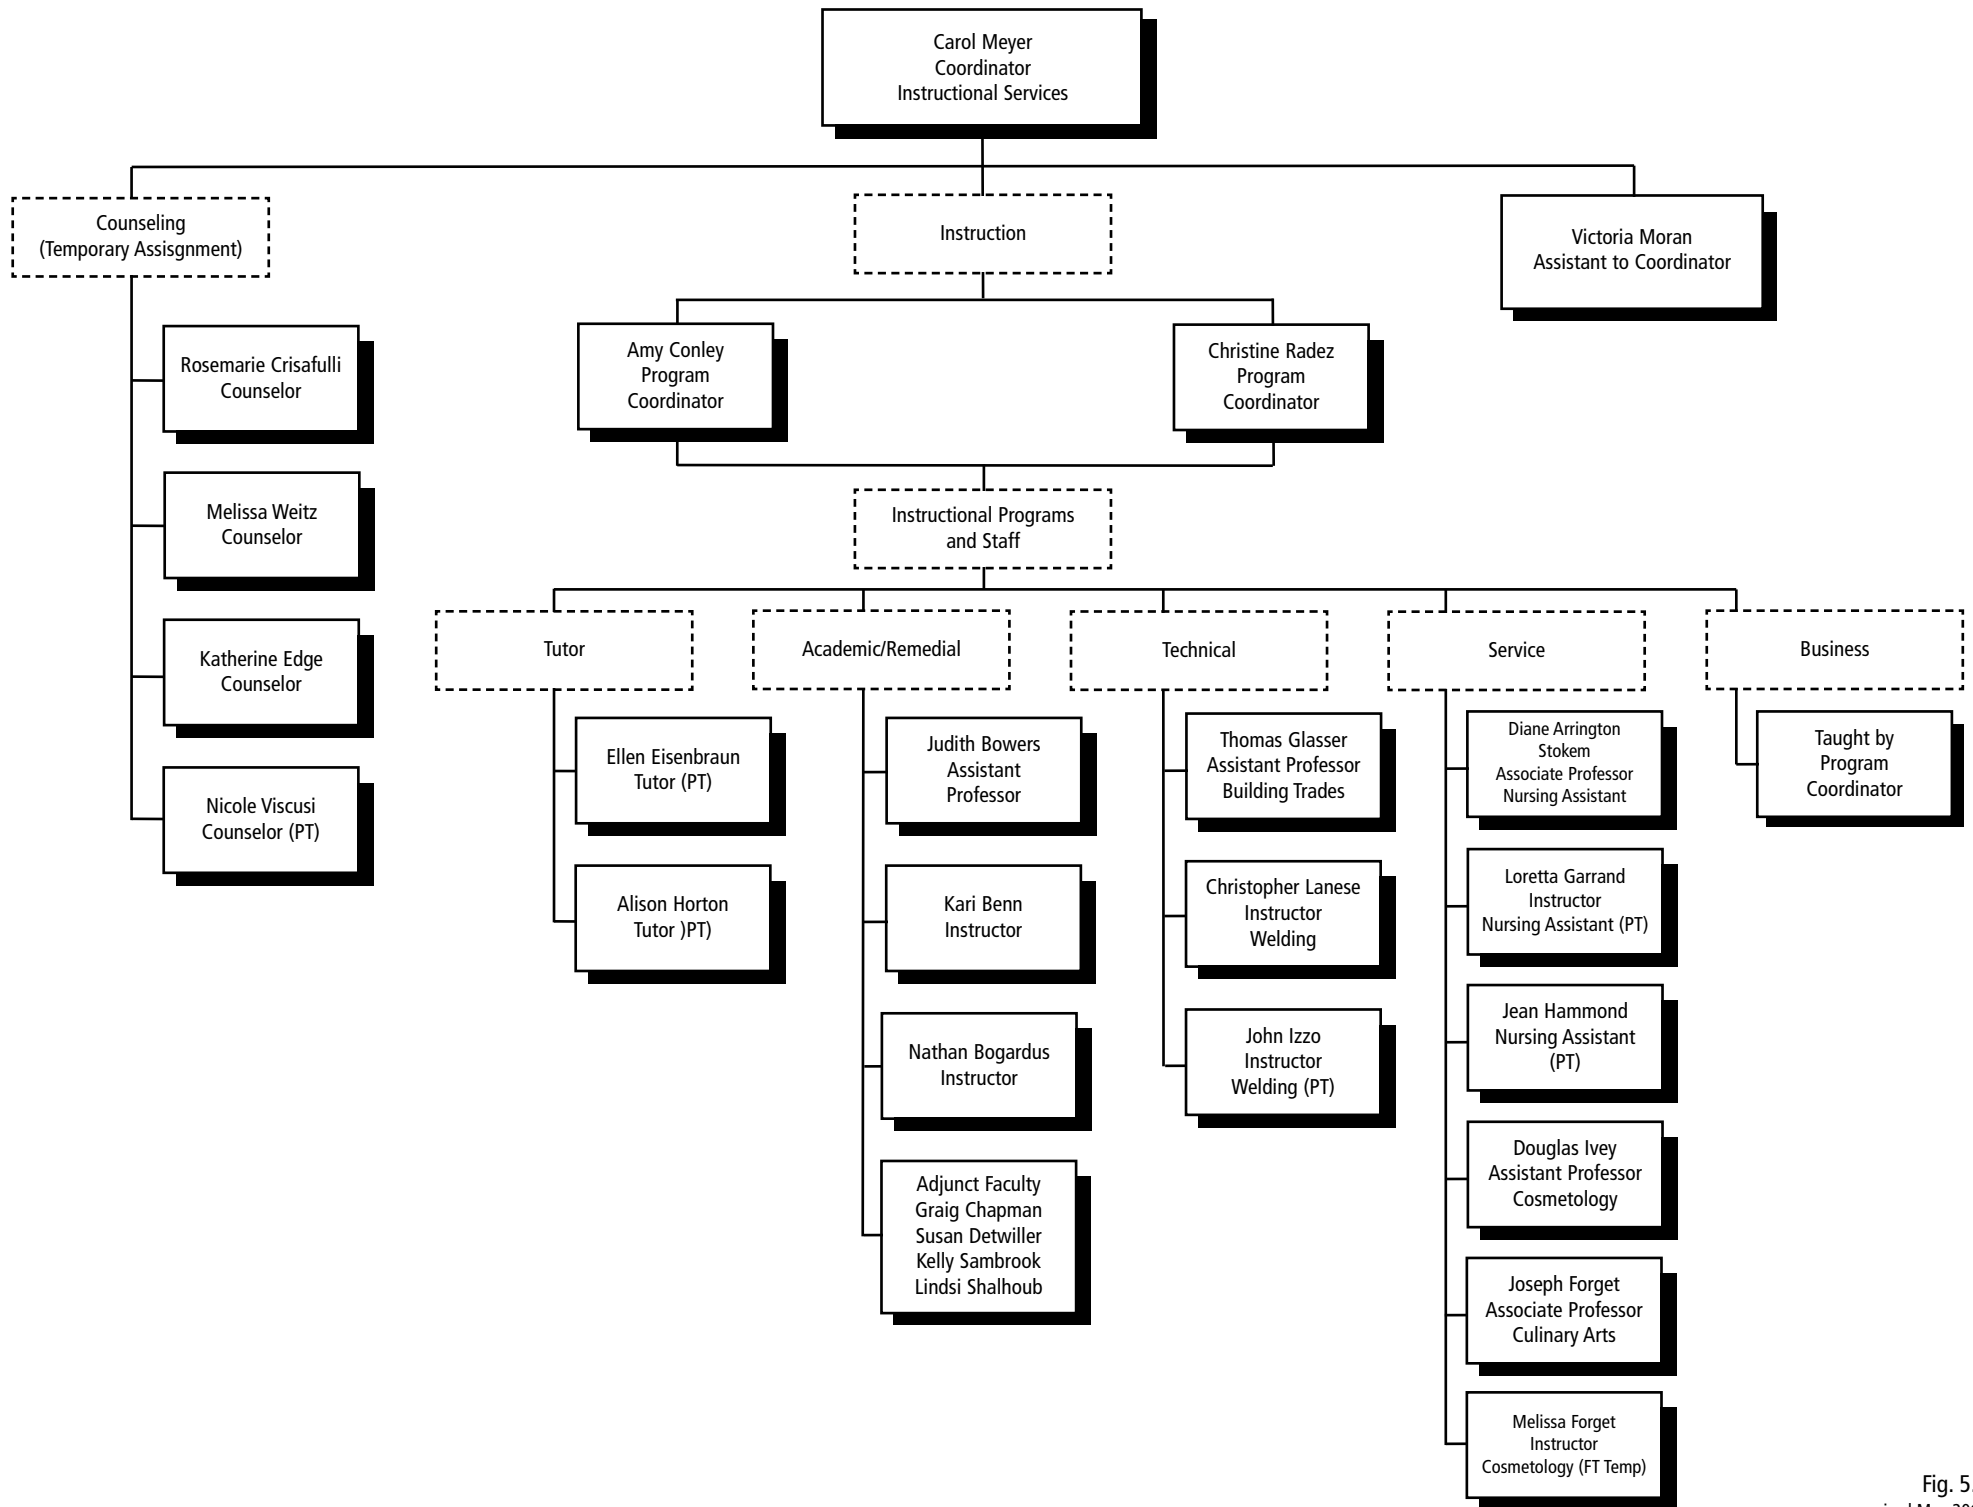 Carol Meyer
Coordinator
Instructional Services
Counseling
(Temporary Assisgnment)
Instruction
Victoria Moran
Assistant to Coordinator
Rosemarie Crisafulli
Counselor
Melissa Weitz
Counselor
Katherine Edge
Counselor
Nicole Viscusi
Counselor (PT)
Amy Conley
Program
Coordinator
Christine Radez
Program
Coordinator
Instructional Programs
and Staff
Tutor
Ellen Eisenbraun
Tutor (PT)
Alison Horton
Tutor )PT)
Academic/Remedial
Judith Bowers
Assistant
Professor
Kari Benn
Instructor
Nathan Bogardus
Instructor
Adjunct Faculty
Graig Chapman
Susan Detwiller
Kelly Sambrook
Lindsi Shalhoub
Technical
Thomas Glasser
Assistant Professor
Building Trades
Christopher Lanese
Instructor
Welding
John Izzo
Instructor
Welding (PT)
Service
Diane Arrington
Stokem
Associate Professor
Nursing Assistant
Loretta Garrand
Instructor
Nursing Assistant (PT)
Jean Hammond
Nursing Assistant
(PT)
Douglas Ivey
Assistant Professor
Cosmetology
Joseph Forget
Associate Professor
Culinary Arts
Melissa Forget
Instructor
Cosmetology (FT Temp)
Business
Taught by
Program
Coordinator
Fig. 5.